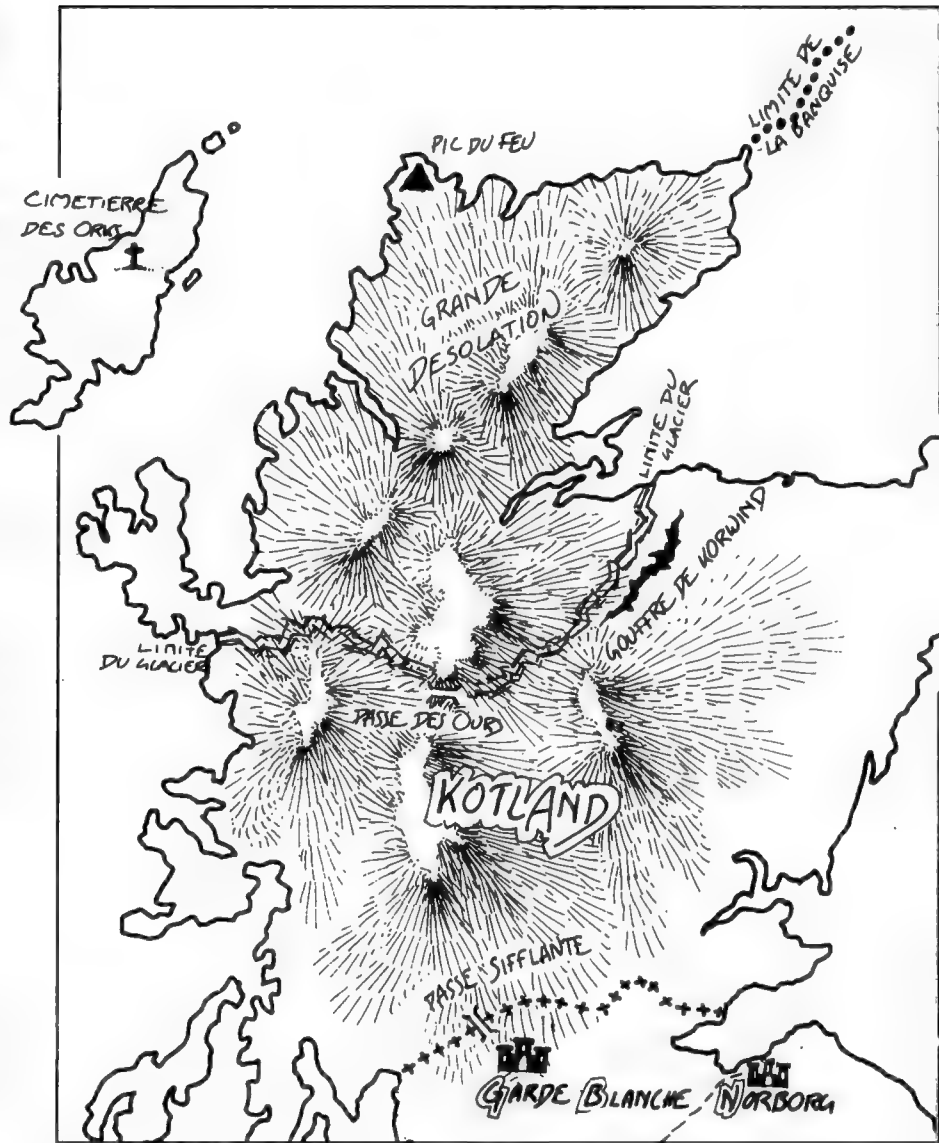 LIMITE DE
LA BANQUISE
PIC DU FEU
CIMETIERRE
DES ORKS
GRANDE
DESOLATION
LIMITE DU
GLACIER
GOUFFRE DE KORWIND
LIMITE
DU GLACIER
PASSE DES OURS
KOTLAND
PASSE SIFFLANTE
GARDE BLANCHE
NORBORG